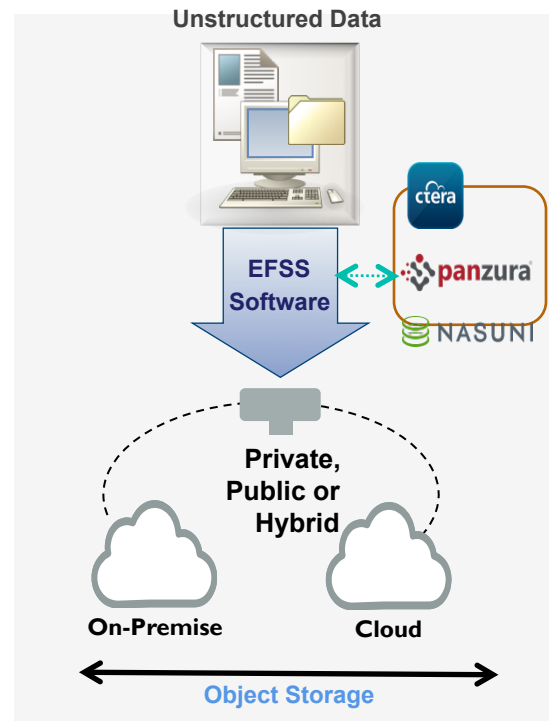 Unstructured Data
ctera
EFSS
Software
panzura
NASUNI
Private,
Public or
Hybrid
On-Premise
Cloud
Object Storage